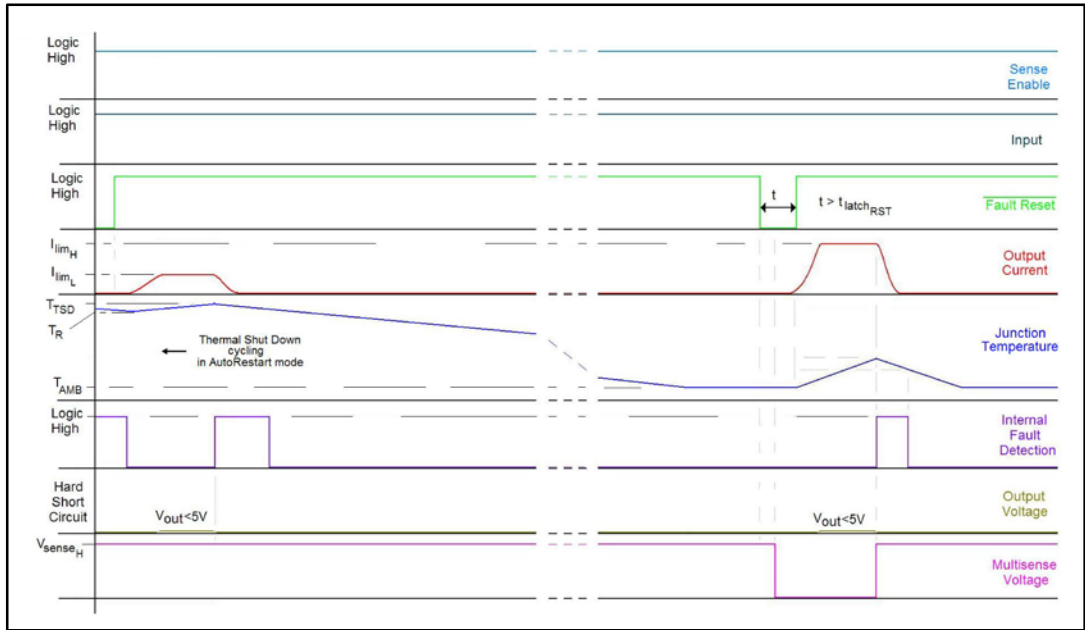 Logic
High
Sense
Enable
Logic
High
Input
Logic
High
t
t > tlatchRST
Fault Reset
IlimH
IlimL
Output
Current
TTSD
TR
Thermal Shut Down
cycling
in AutoRestart mode
Junction
Temperature
TAMB
Logic
High
Internal
Fault
Detection
Hard
Short
Circuit
Vout<5V
Vout<5V
Output
Voltage
VsenseH
Multisense
Voltage